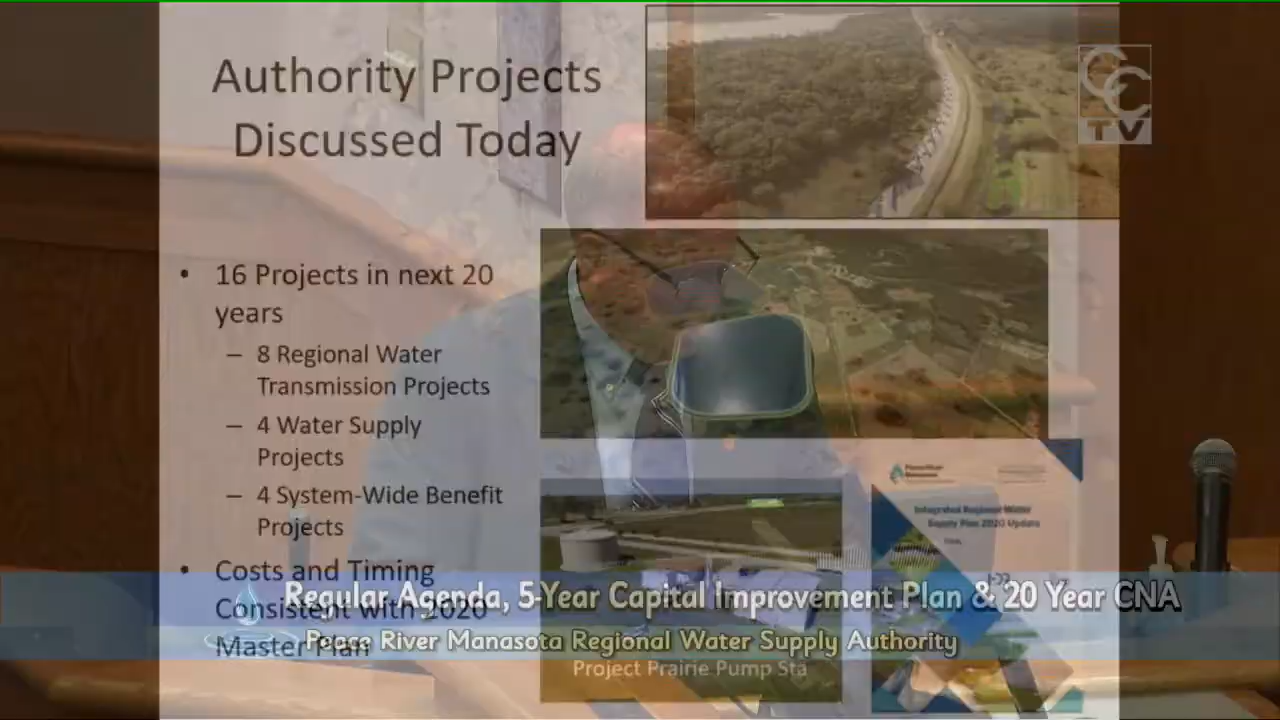 Authority Projects
Discussed Today
CC
TV
• 16 Projects in next 20
years
– 8 Regional Water
Transmission Projects
– 4 Water Supply
Projects
– 4 System-Wide Benefit
Projects
• Costs and Timing
Consistent with 2020
Master Plan
Integrated Regional Water
Supply Plan 2020 Update
Regular Agenda, 5-Year Capital Improvement Plan & 20 Year CNA
Peace River Manasota Regional Water Supply Authority
Project Prairie Pump Sta